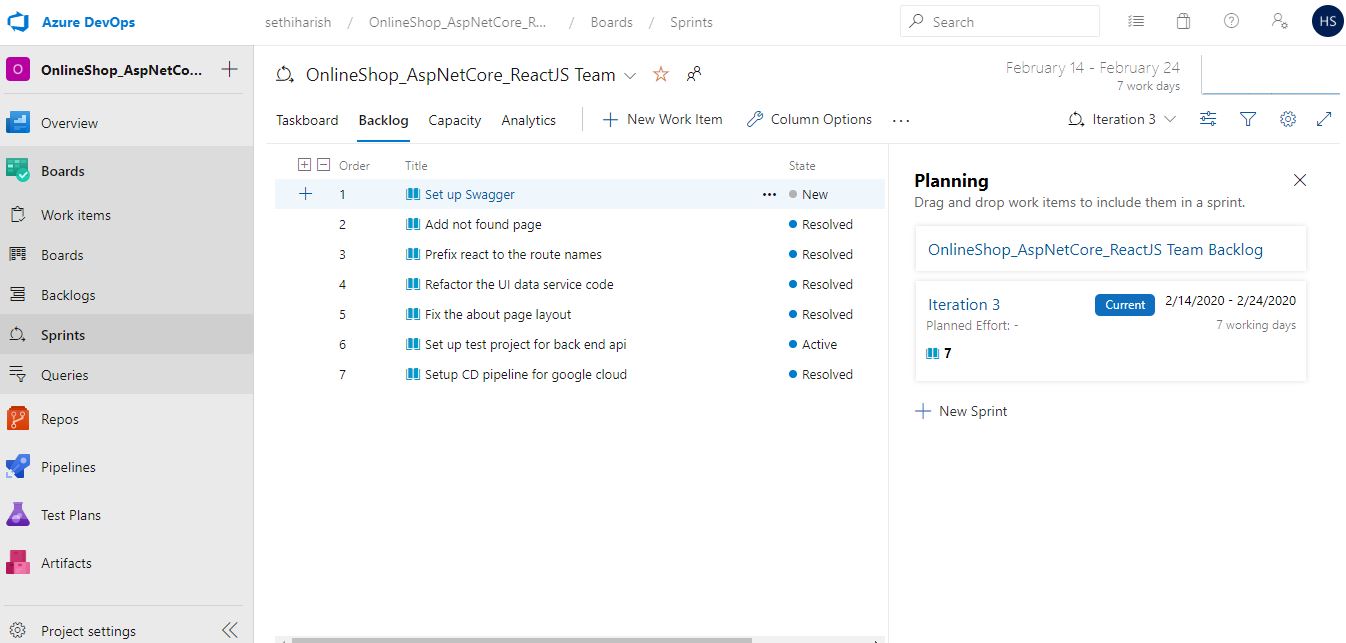 Azure DevOps
sethiharish / OnlineShop_AspNetCore_R... / Boards / Sprints
Search
HS
O OnlineShop_AspNetCo...
Overview
Boards
Work items
Boards
Backlogs
Sprints
Queries
Repos
Pipelines
Test Plans
Artifacts
Project settings
OnlineShop_AspNetCore_ReactJS Team
February 14 - February 24
7 work days
Taskboard Backlog Capacity Analytics New Work Item Column Options ... Iteration 3
Order Title State
1 Set up Swagger ... New
2 Add not found page Resolved
3 Prefix react to the route names Resolved
4 Refactor the UI data service code Resolved
5 Fix the about page layout Resolved
6 Set up test project for back end api Active
7 Setup CD pipeline for google cloud Resolved
Planning
Drag and drop work items to include them in a sprint.
OnlineShop_AspNetCore_ReactJS Team Backlog
Iteration 3 Current 2/14/2020 - 2/24/2020
Planned Effort: - 7 working days
7
New Sprint